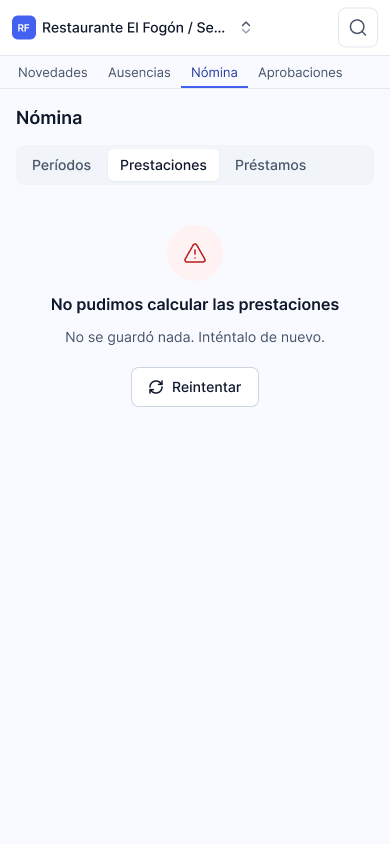 RF Restaurante El Fogón / Se...
Novedades Ausencias Nómina Aprobaciones
Nómina
Períodos Prestaciones Préstamos
No pudimos calcular las prestaciones
No se guardó nada. Inténtalo de nuevo.
Reintentar